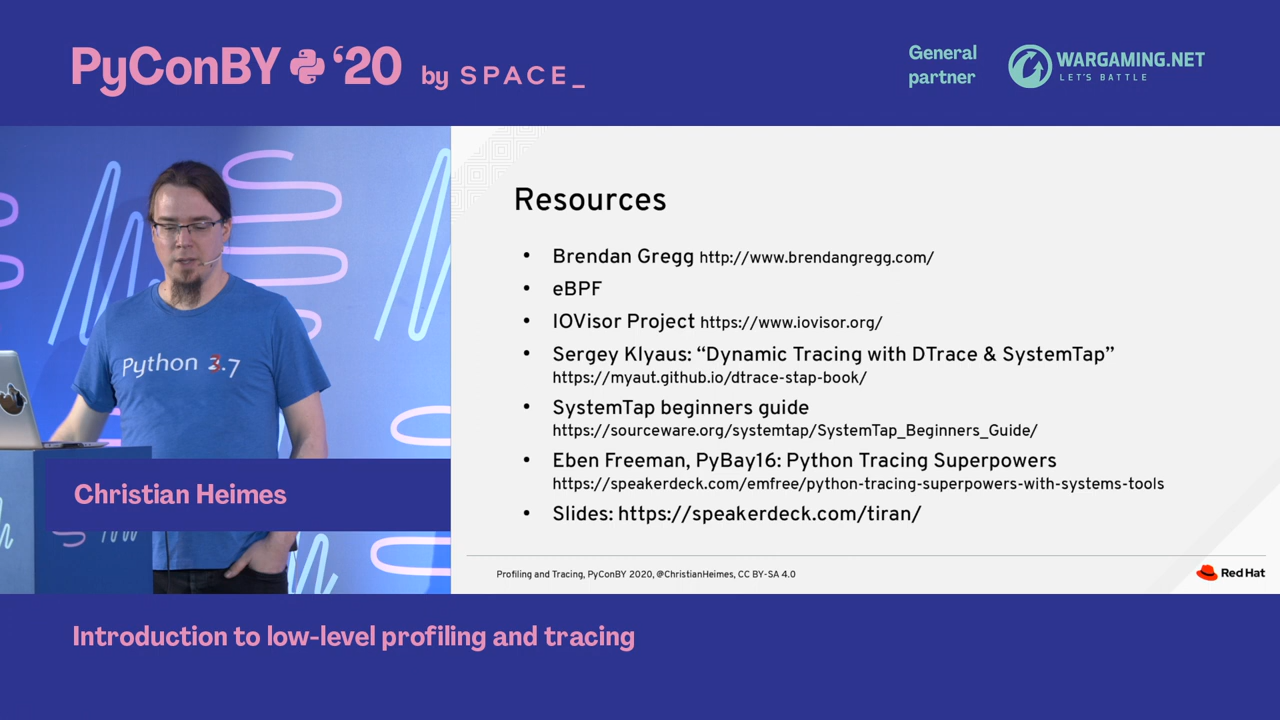 PyConBY '20 by SPACE_
General
partner
WARGAMING.NET
LET'S BATTLE
Python 3.7
Christian Heimes
Resources
• Brendan Gregg http://www.brendangregg.com/
• eBPF
• IOVisor Project https://www.iovisor.org/
• Sergey Klyaus: “Dynamic Tracing with DTrace & SystemTap”
https://myaut.github.io/dtrace-stap-book/
• SystemTap beginners guide
https://sourceware.org/systemtap/SystemTap_Beginners_Guide/
• Eben Freeman, PyBay16: Python Tracing Superpowers
https://speakerdeck.com/emfree/python-tracing-superpowers-with-systems-tools
• Slides: https://speakerdeck.com/tiran/
Profiling and Tracing, PyConBY 2020, @ChristianHeimes, CC BY-SA 4.0
Red Hat
Introduction to low-level profiling and tracing